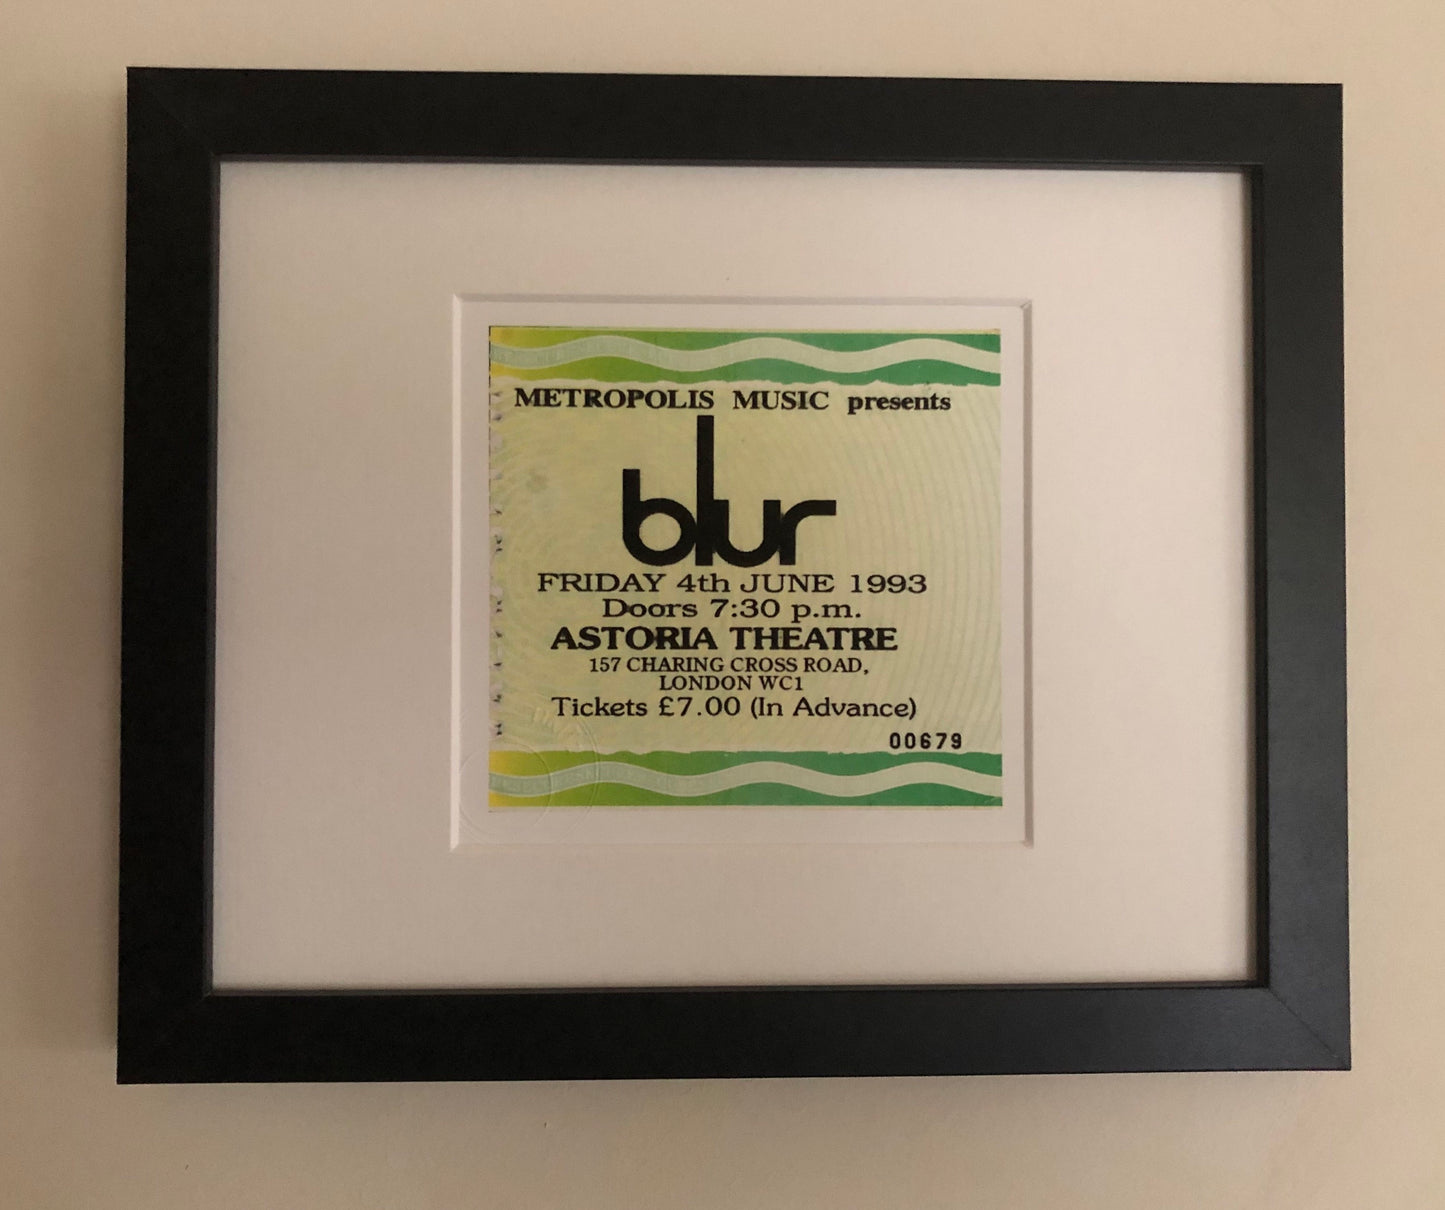 METROPOLIS MUSIC presents
blur
FRIDAY 4th JUNE 1993
Doors 7:30 p.m.
ASTORIA THEATRE
157 CHARING CROSS ROAD,
LONDON WC1
Tickets £7.00 (In Advance)
00679